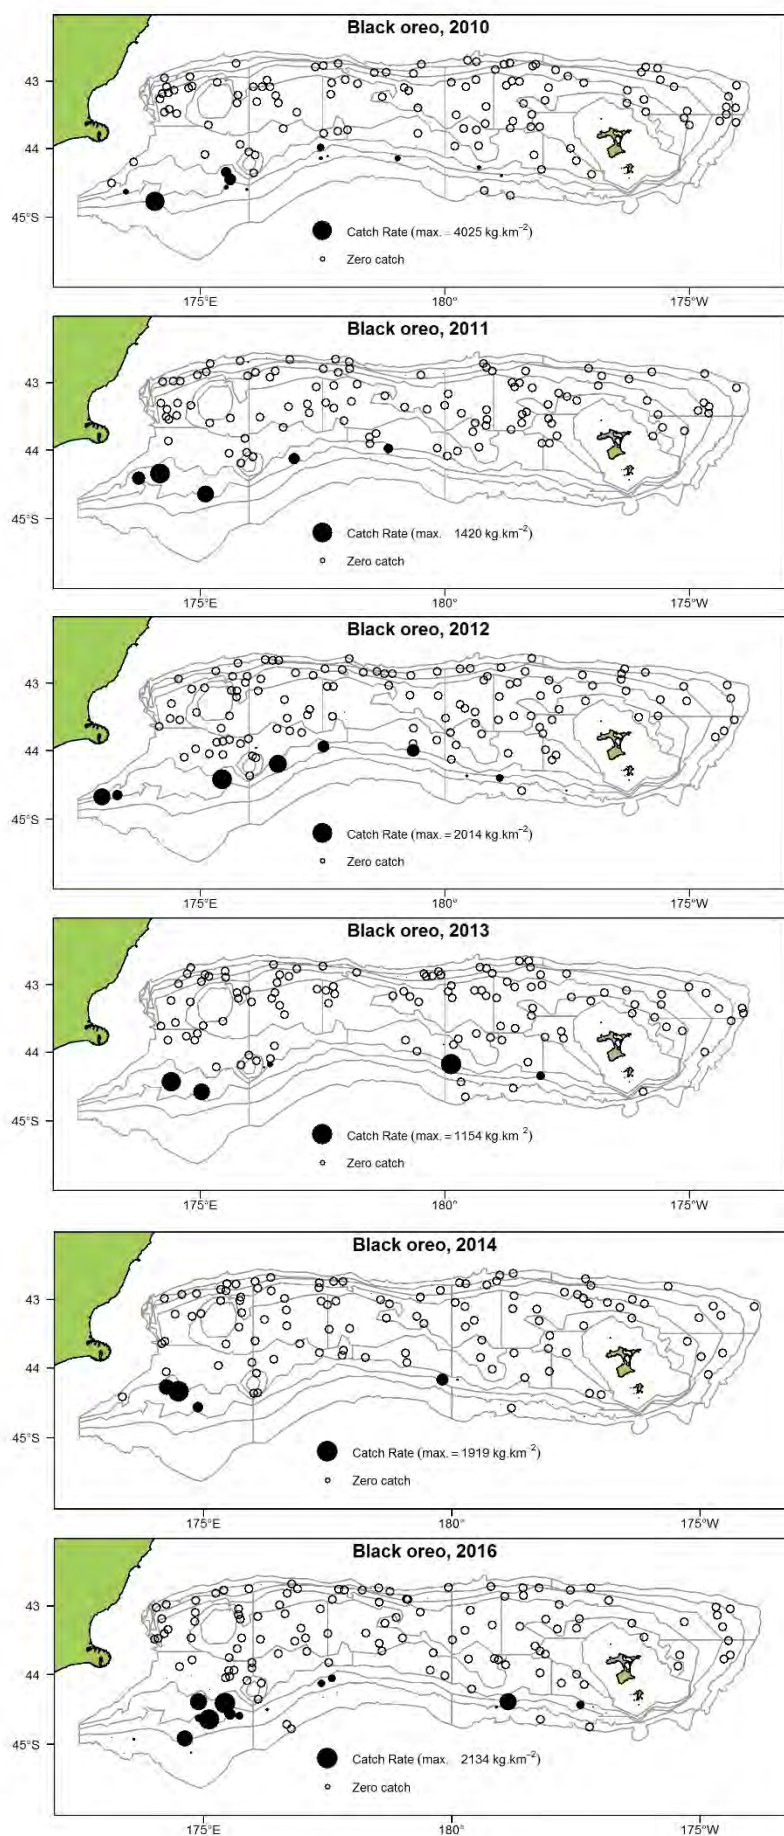 Black oreo, 2010
43
44
45°S
Catch Rate (max. = 4025 kg.km⁻²)
Zero catch
175°E 180° 175°W
Black oreo, 2011
43
44
45°S
Catch Rate (max. 1420 kg.km⁻²)
Zero catch
175°E 180° 175°W
Black oreo, 2012
43
44
45°S
Catch Rate (max. = 2014 kg.km⁻²)
Zero catch
175°E 180° 175°W
Black oreo, 2013
43
44
45°S
Catch Rate (max. = 1154 kg.km⁻²)
Zero catch
175°E 180° 175°W
Black oreo, 2014
43
44
45°S
Catch Rate (max. = 1919 kg.km⁻²)
Zero catch
175°E 180° 175°W
Black oreo, 2016
43
44
45°S
Catch Rate (max. 2134 kg.km⁻²)
Zero catch
175°E 180° 175°W